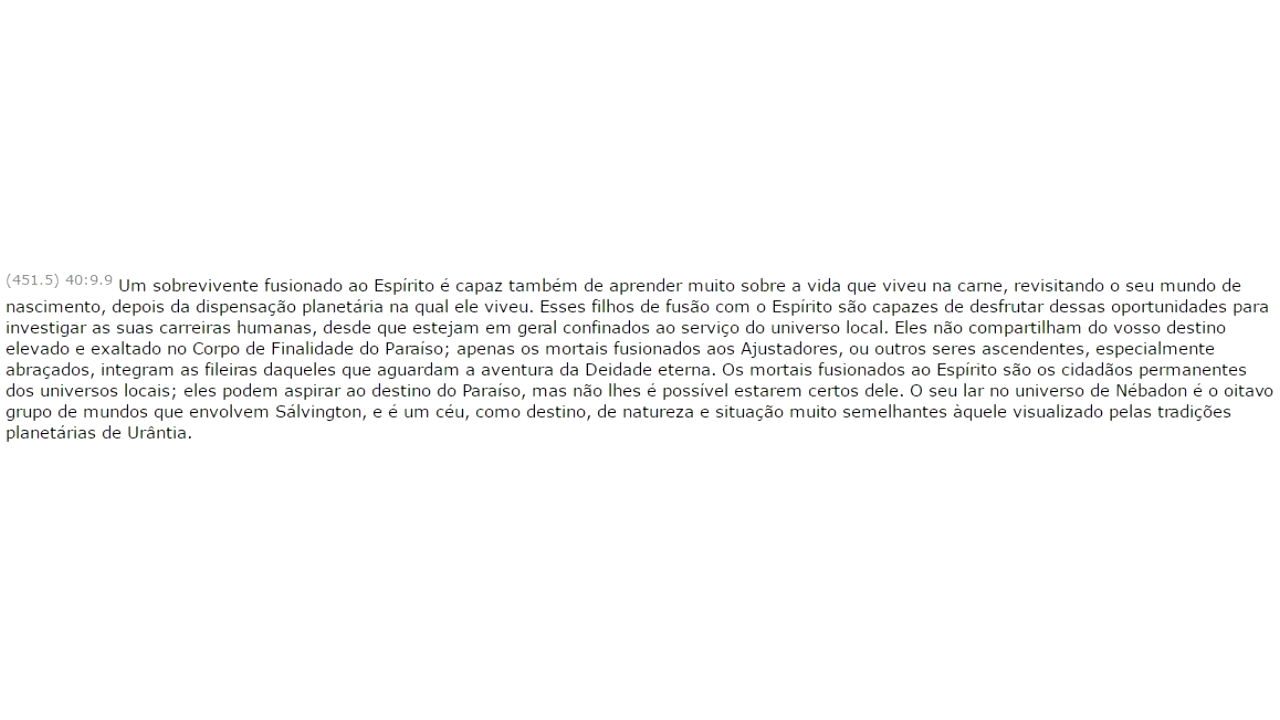 (451.5) 40:9.9 Um sobrevivente fusionado ao Espírito é capaz também de aprender muito sobre a vida que viveu na carne, revisitando o seu mundo de
nascimento, depois da dispensação planetária na qual ele viveu. Esses filhos de fusão com o Espírito são capazes de desfrutar dessas oportunidades para
investigar as suas carreiras humanas, desde que estejam em geral confinados ao serviço do universo local. Eles não compartilham do vosso destino
elevado e exaltado no Corpo de Finalidade do Paraíso; apenas os mortais fusionados aos Ajustadores, ou outros seres ascendentes, especialmente
abraçados, integram as fileiras daqueles que aguardam a aventura da Deidade eterna. Os mortais fusionados ao Espírito são os cidadãos permanentes
dos universos locais; eles podem aspirar ao destino do Paraíso, mas não lhes é possível estarem certos dele. O seu lar no universo de Nébadon é o oitavo
grupo de mundos que envolvem Sálvington, e é um céu, como destino, de natureza e situação muito semelhantes àquele visualizado pelas tradições
planetárias de Urântia.